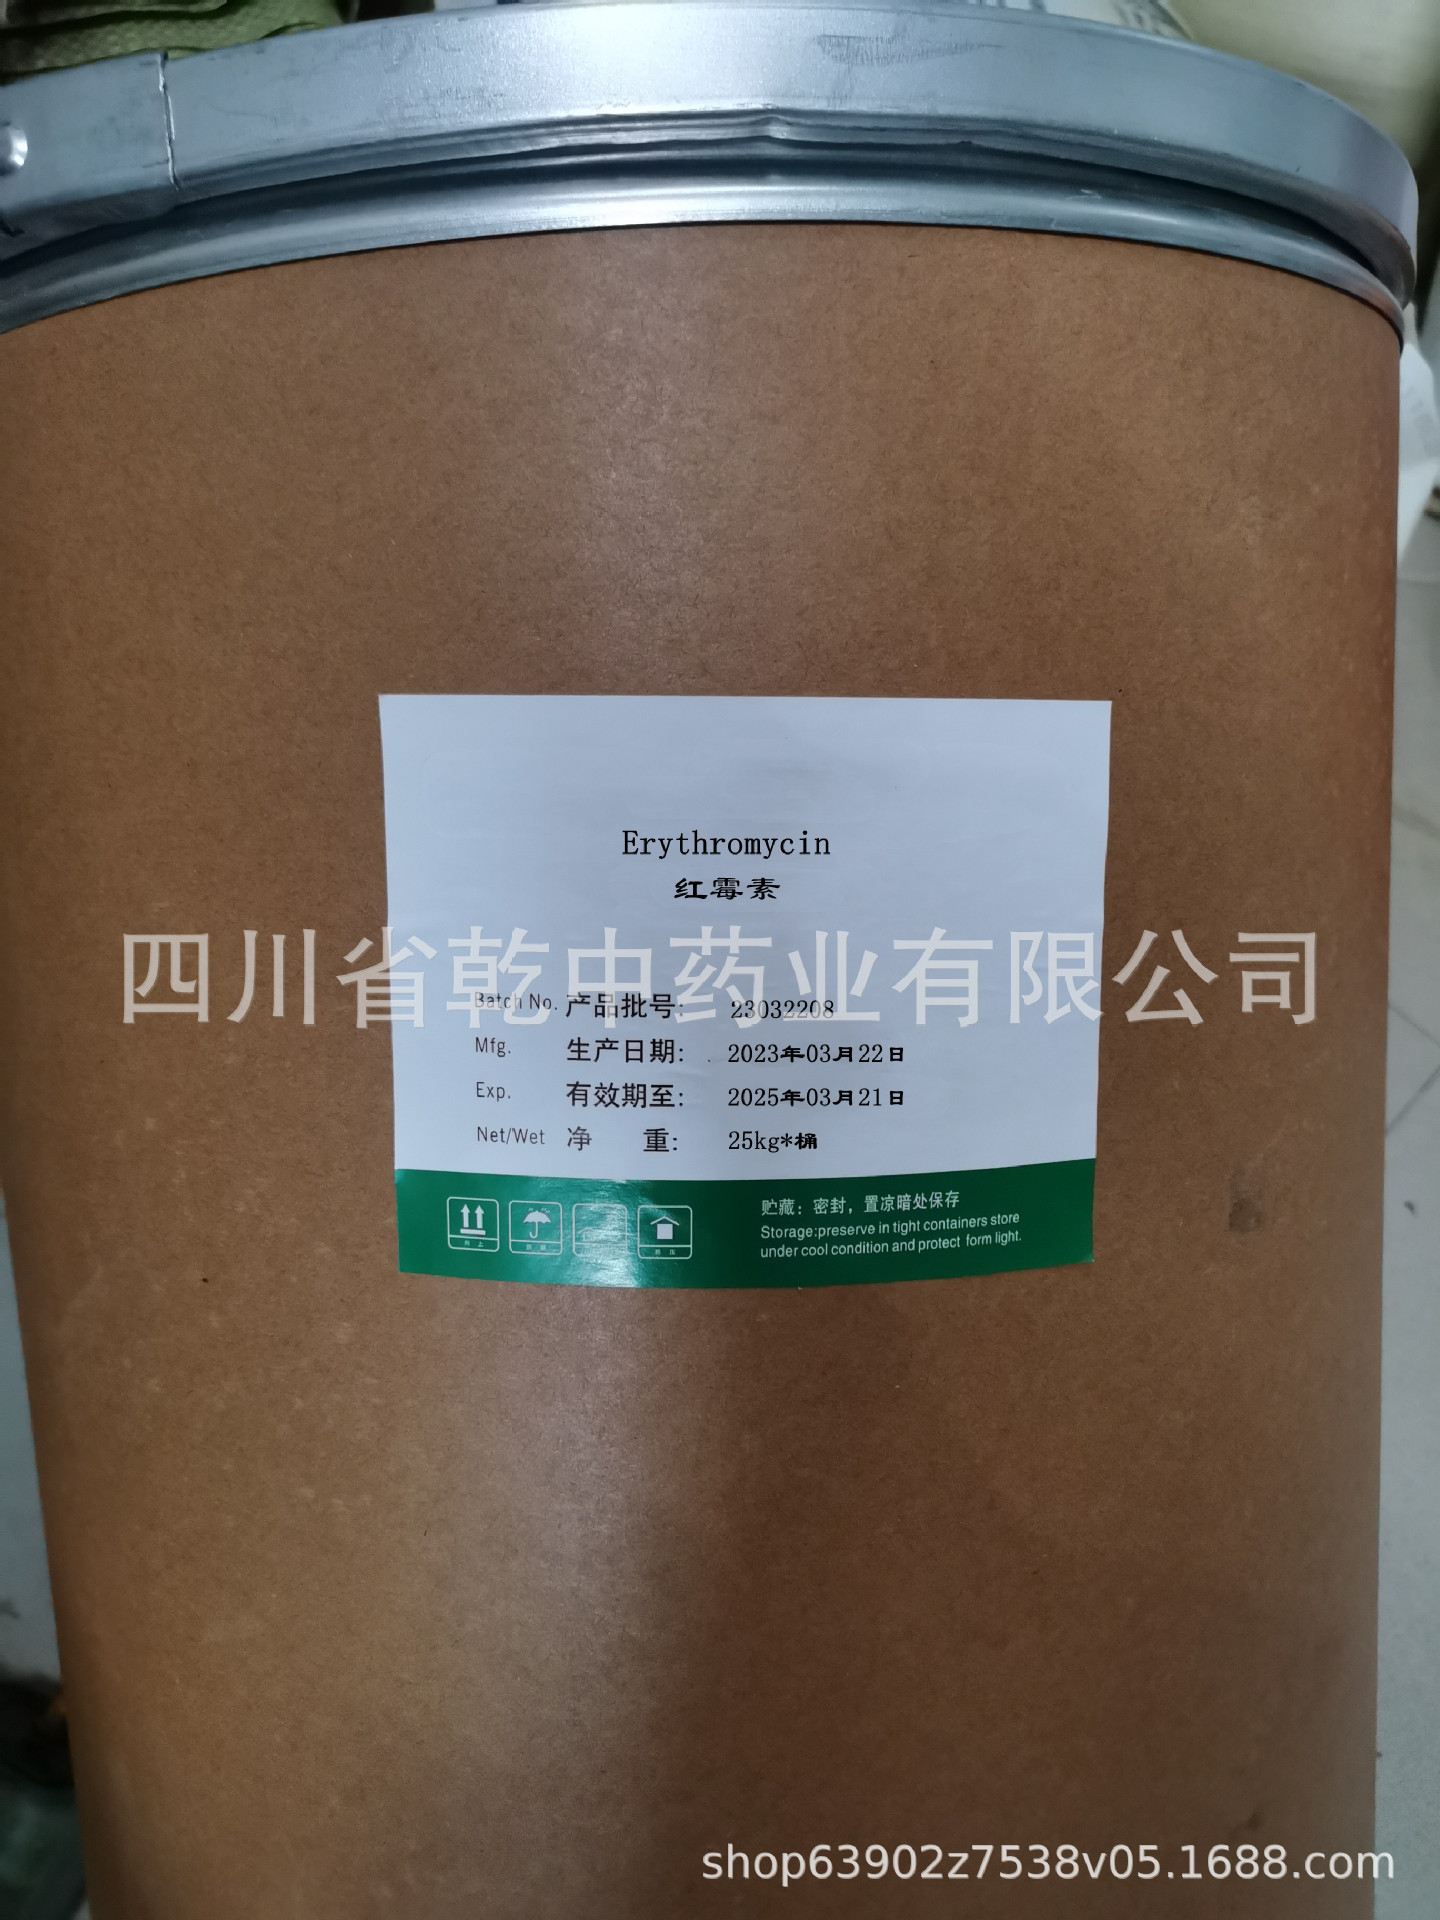 Erythromycin
红霉素
四川省乾中药业有限公司
Batch No. 产品批号: 23032208
Mfg. 生产日期: 2023年03月22日
Exp. 有效期至: 2025年03月21日
Net/Wet 净 重: 25kg*桶
贮藏: 密封, 置凉暗处保存
Storage:preserve in tight containers store
under cool condition and protect form light.
shop63902z7538v05.1688.com